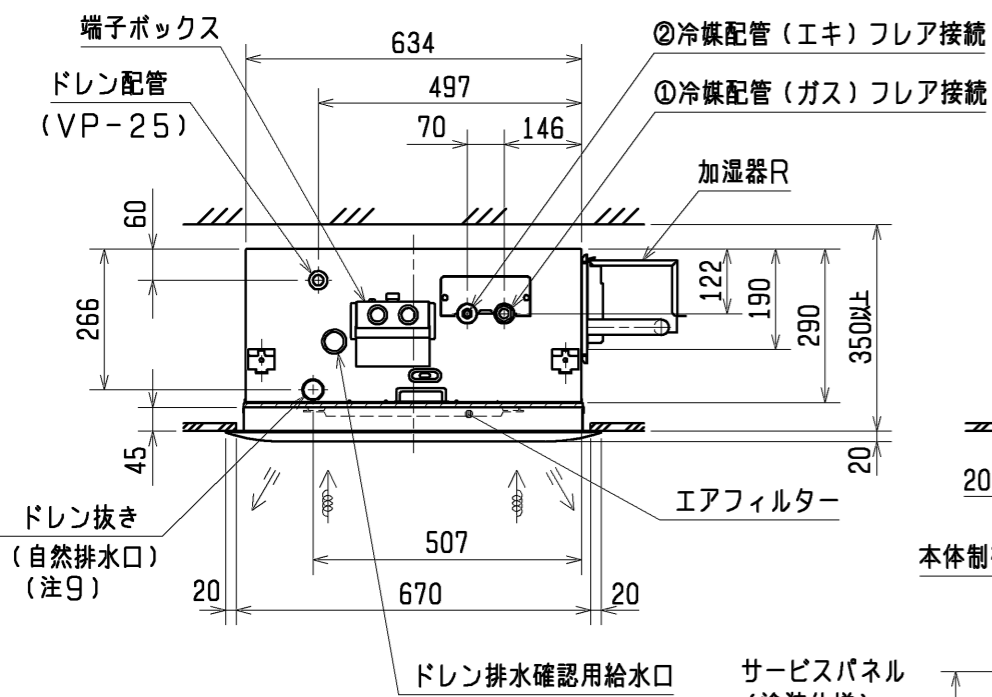 端子ボックス
634
②冷媒配管（エキ）フレア接続
ドレン配管
（VP-25）
497
①冷媒配管（ガス）フレア接続
70
146
加湿器R
60
266
122
190
290
350以上
45
20
20
エアフィルター
ドレン抜き
（自然排水口）
（注9）
507
本体制
20
670
20
ドレン排水確認用給水口
サービスパネル